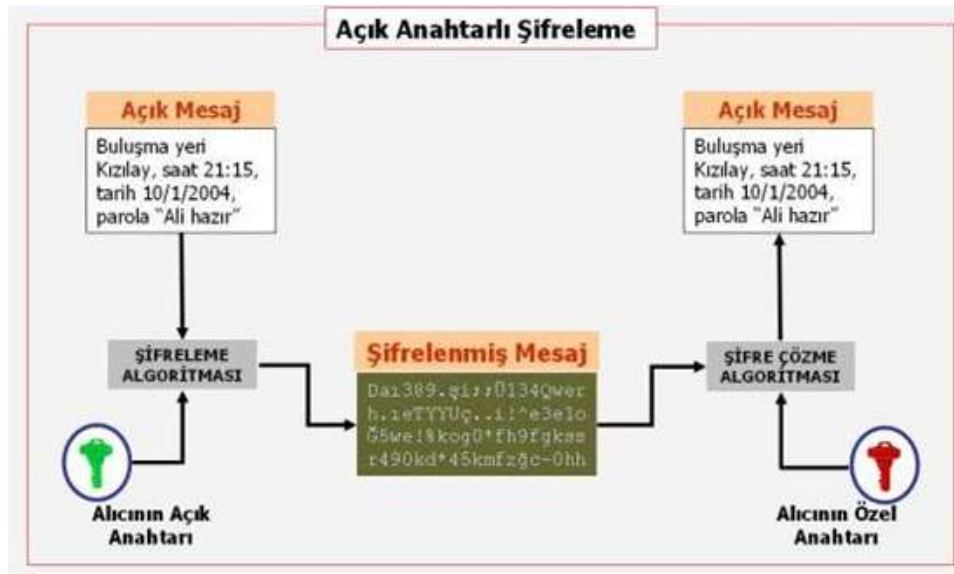 Açık Anahtarlı Şifreleme
Açık Mesaj
Buluşma yeri
Kızılay, saat 21:15,
tarih 10/1/2004,
parola "Ali hazır"
ŞİFRELEME
ALGORİTMASI
Alıcının Açık
Anahtarı
Şifrelenmiş Mesaj
Açık Mesaj
Buluşma yeri
Kızılay, saat 21:15,
tarih 10/1/2004,
parola "Ali hazır"
ŞİFRE ÇÖZME
ALGORİTMASI
Alıcının Özel
Anahtarı